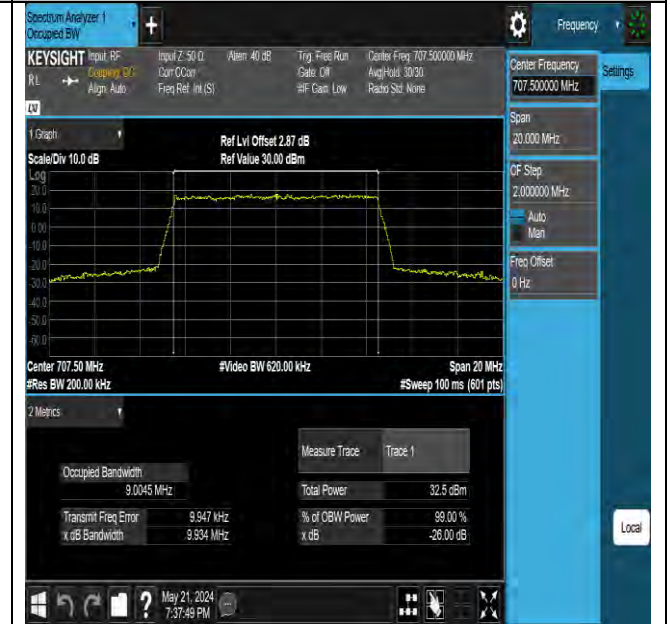 Spectrum Analyzer 1
Occupied BW
+
Frequency
KEYSIGHT
Input: RF
Coupling: DC
Align: Auto
Input Z: 50 Ω
Corr CCorr
Freq Ref: Int (S)
Atten: 40 dB
Trig: Free Run
Gate: Off
#IF Gain: Low
Center Freq: 707.500000 MHz
Avg|Hold: 30/30
Radio Std: None
R L
LXI
Center Frequency
707.500000 MHz
Settings
Span
20.000 MHz
CF Step
2.000000 MHz
Auto
Man
Freq Offset
0 Hz
1 Graph
Scale/Div 10.0 dB
Ref Lvl Offset 2.87 dB
Ref Value 30.00 dBm
Log
20.0
10.0
0.00
-10.0
-20.0
-30.0
-40.0
-50.0
-60.0
Center 707.50 MHz
#Res BW 200.00 kHz
#Video BW 620.00 kHz
Span 20 MHz
#Sweep 100 ms (601 pts)
2 Metrics
Measure Trace
Trace 1
Occupied Bandwidth
9.0045 MHz
Total Power
32.5 dBm
Transmit Freq Error
9.947 kHz
% of OBW Power
99.00 %
x dB Bandwidth
9.934 MHz
x dB
-26.00 dB
Local
?
May 21, 2024
7:37:49 PM